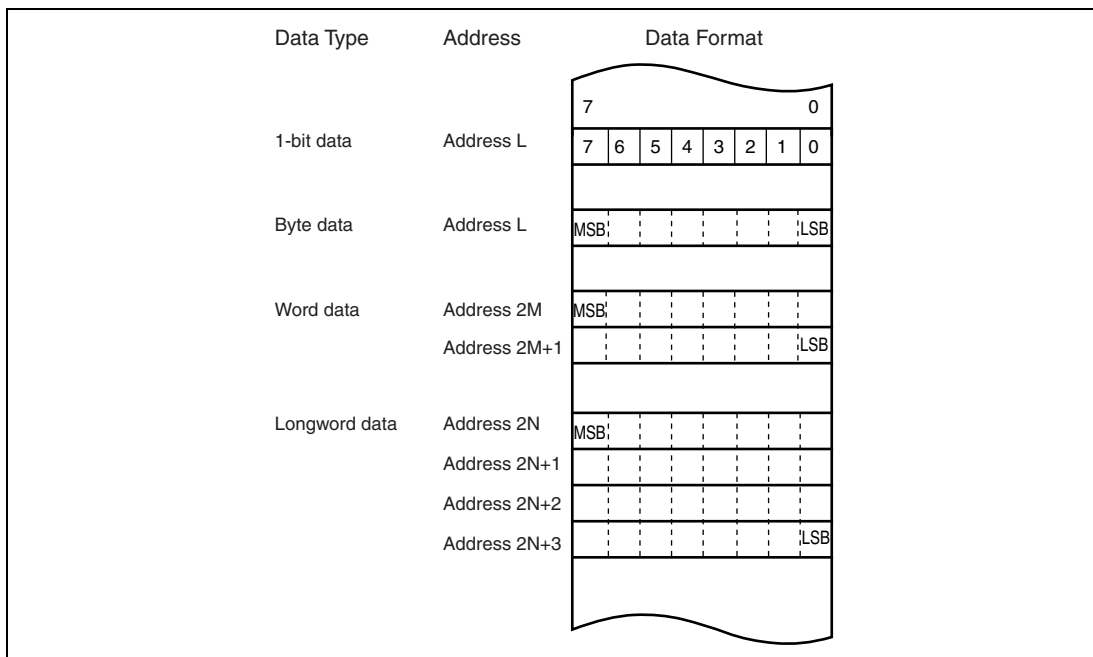 Data Type Address Data Format
7 0
1-bit data Address L 7 6 5 4 3 2 1 0
Byte data Address L MSB LSB
Word data Address 2M MSB
Address 2M+1 LSB
Longword data Address 2N MSB
Address 2N+1
Address 2N+2
Address 2N+3 LSB